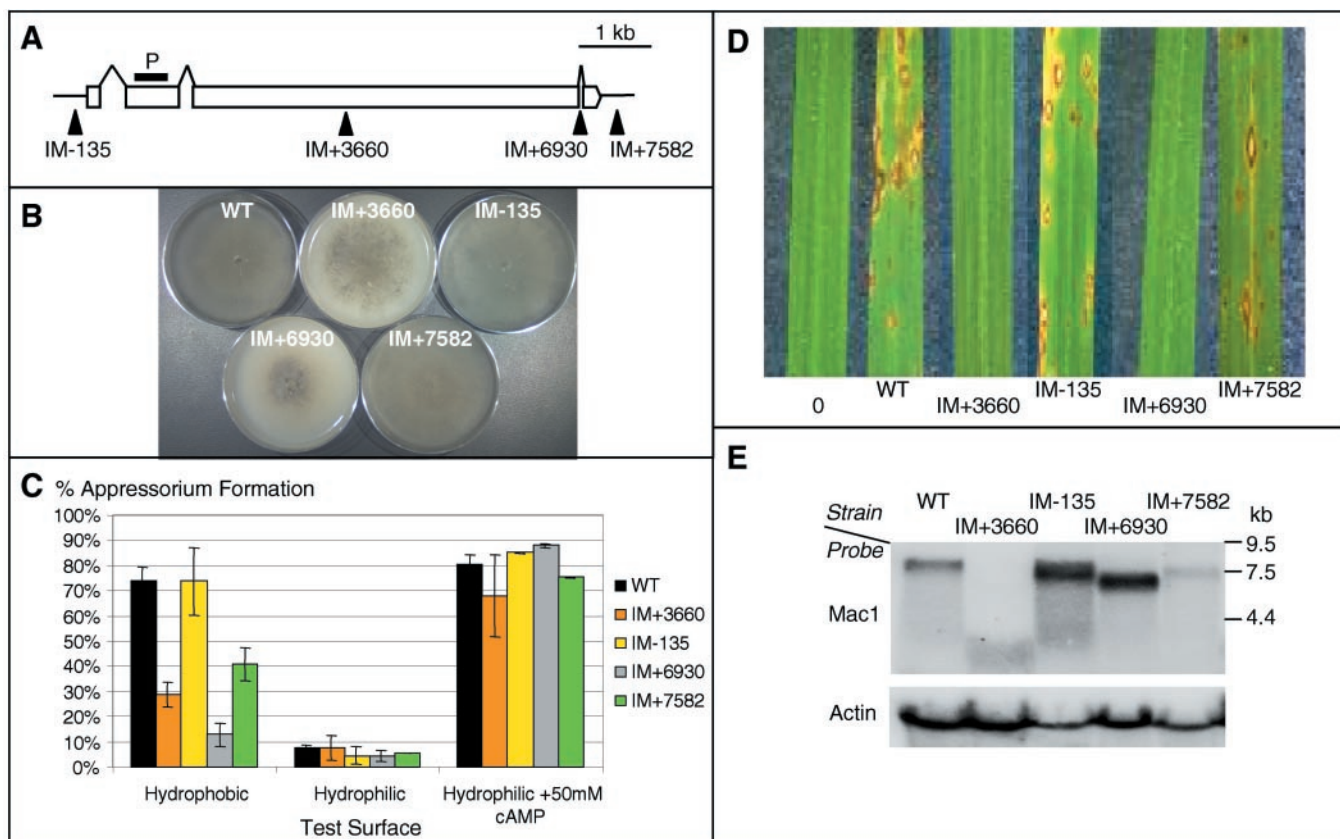 A
P
1 kb
IM-135
IM+3660
IM+6930
IM+7582
B
WT
IM+3660
IM-135
IM+6930
IM+7582
C
% Appressorium Formation
100%
90%
80%
70%
60%
50%
40%
30%
20%
10%
0%
Hydrophobic
Hydrophilic
Hydrophilic +50mM
cAMP
Test Surface
WT
IM+3660
IM-135
IM+6930
IM+7582
D
0
WT
IM+3660
IM-135
IM+6930
IM+7582
E
Strain
WT
IM+3660
IM-135
IM+6930
IM+7582
kb
Probe
9.5
7.5
4.4
Mac1
Actin